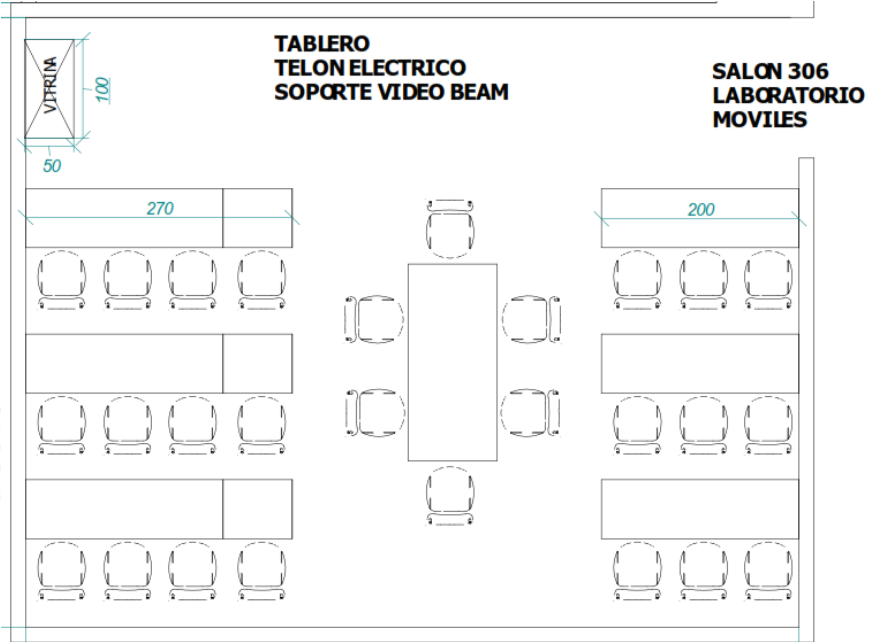 TABLERO
TELON ELECTRICO
SOPORTE VIDEO BEAM
SALON 306
LABORATORIO
MOVILES
VITRINA
100
50
270
200